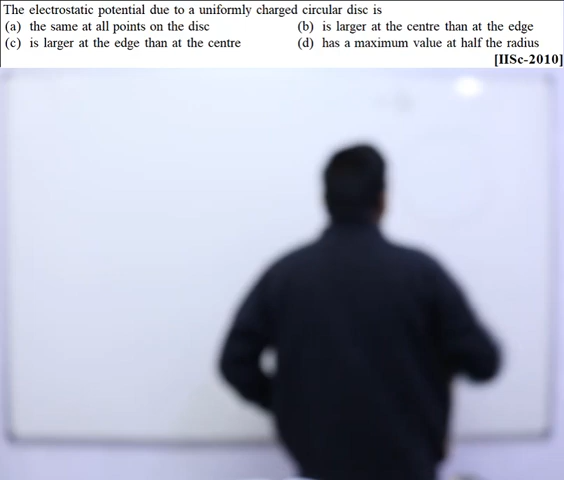 The electrostatic potential due to a uniformly charged circular disc is
(a) the same at all points on the disc (b) is larger at the centre than at the edge
(c) is larger at the edge than at the centre (d) has a maximum value at half the radius
[IISc-2010]